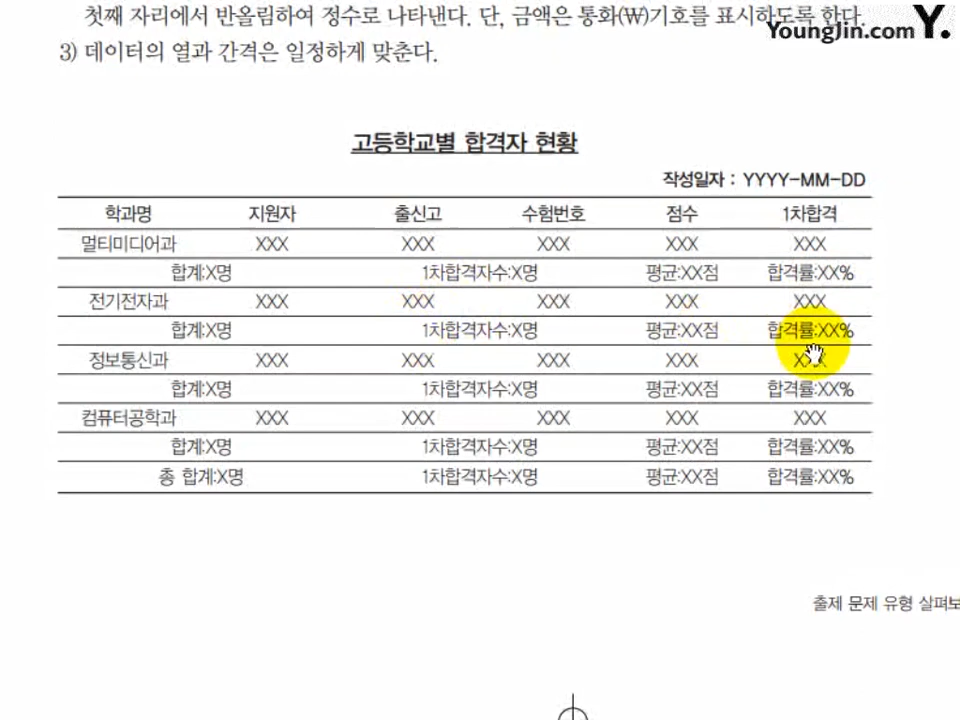 첫째 자리에서 반올림하여 정수로 나타낸다. 단, 금액은 통화(₩)기호를 표시하도록 한다.
YoungJin.com Y.
3) 데이터의 열과 간격은 일정하게 맞춘다.
고등학교별 합격자 현황
작성일자 : YYYY-MM-DD
학과명 지원자 출신고 수험번호 점수 1차합격
멀티미디어과 XXX XXX XXX XXX XXX
합계:X명 1차합격자수:X명 평균:XX점 합격률:XX%
전기전자과 XXX XXX XXX XXX XXX
합계:X명 1차합격자수:X명 평균:XX점 합격률:XX%
정보통신과 XXX XXX XXX XXX XXX
합계:X명 1차합격자수:X명 평균:XX점 합격률:XX%
컴퓨터공학과 XXX XXX XXX XXX XXX
합계:X명 1차합격자수:X명 평균:XX점 합격률:XX%
총 합계:X명 1차합격자수:X명 평균:XX점 합격률:XX%
출제 문제 유형 살펴보